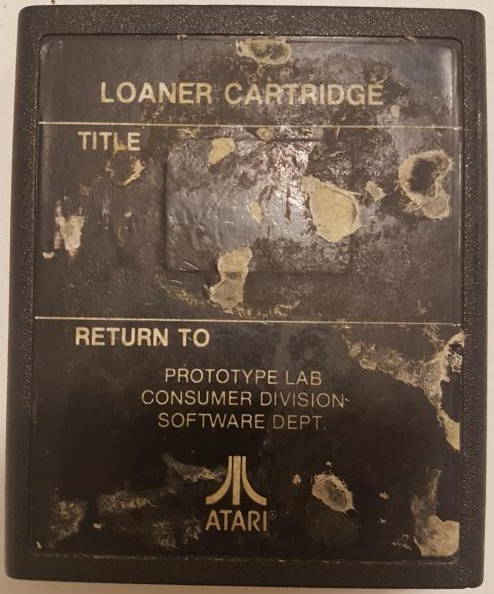 LOANER CARTRIDGE
TITLE
RETURN TO
PROTOTYPE LAB
CONSUMER DIVISION
SOFTWARE DEPT.
ATARI®